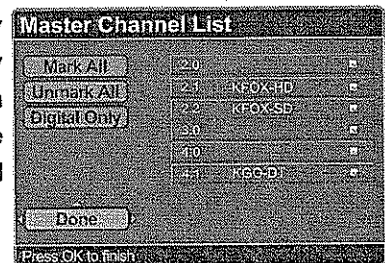 Master Channel List
Mark All
Unmark All
Digital Only
2.0
2.1 KFOX-HD
2.2 KFOX-SD
3.0
4.0
4.1 KGO-DT
Done
Press OK to finish